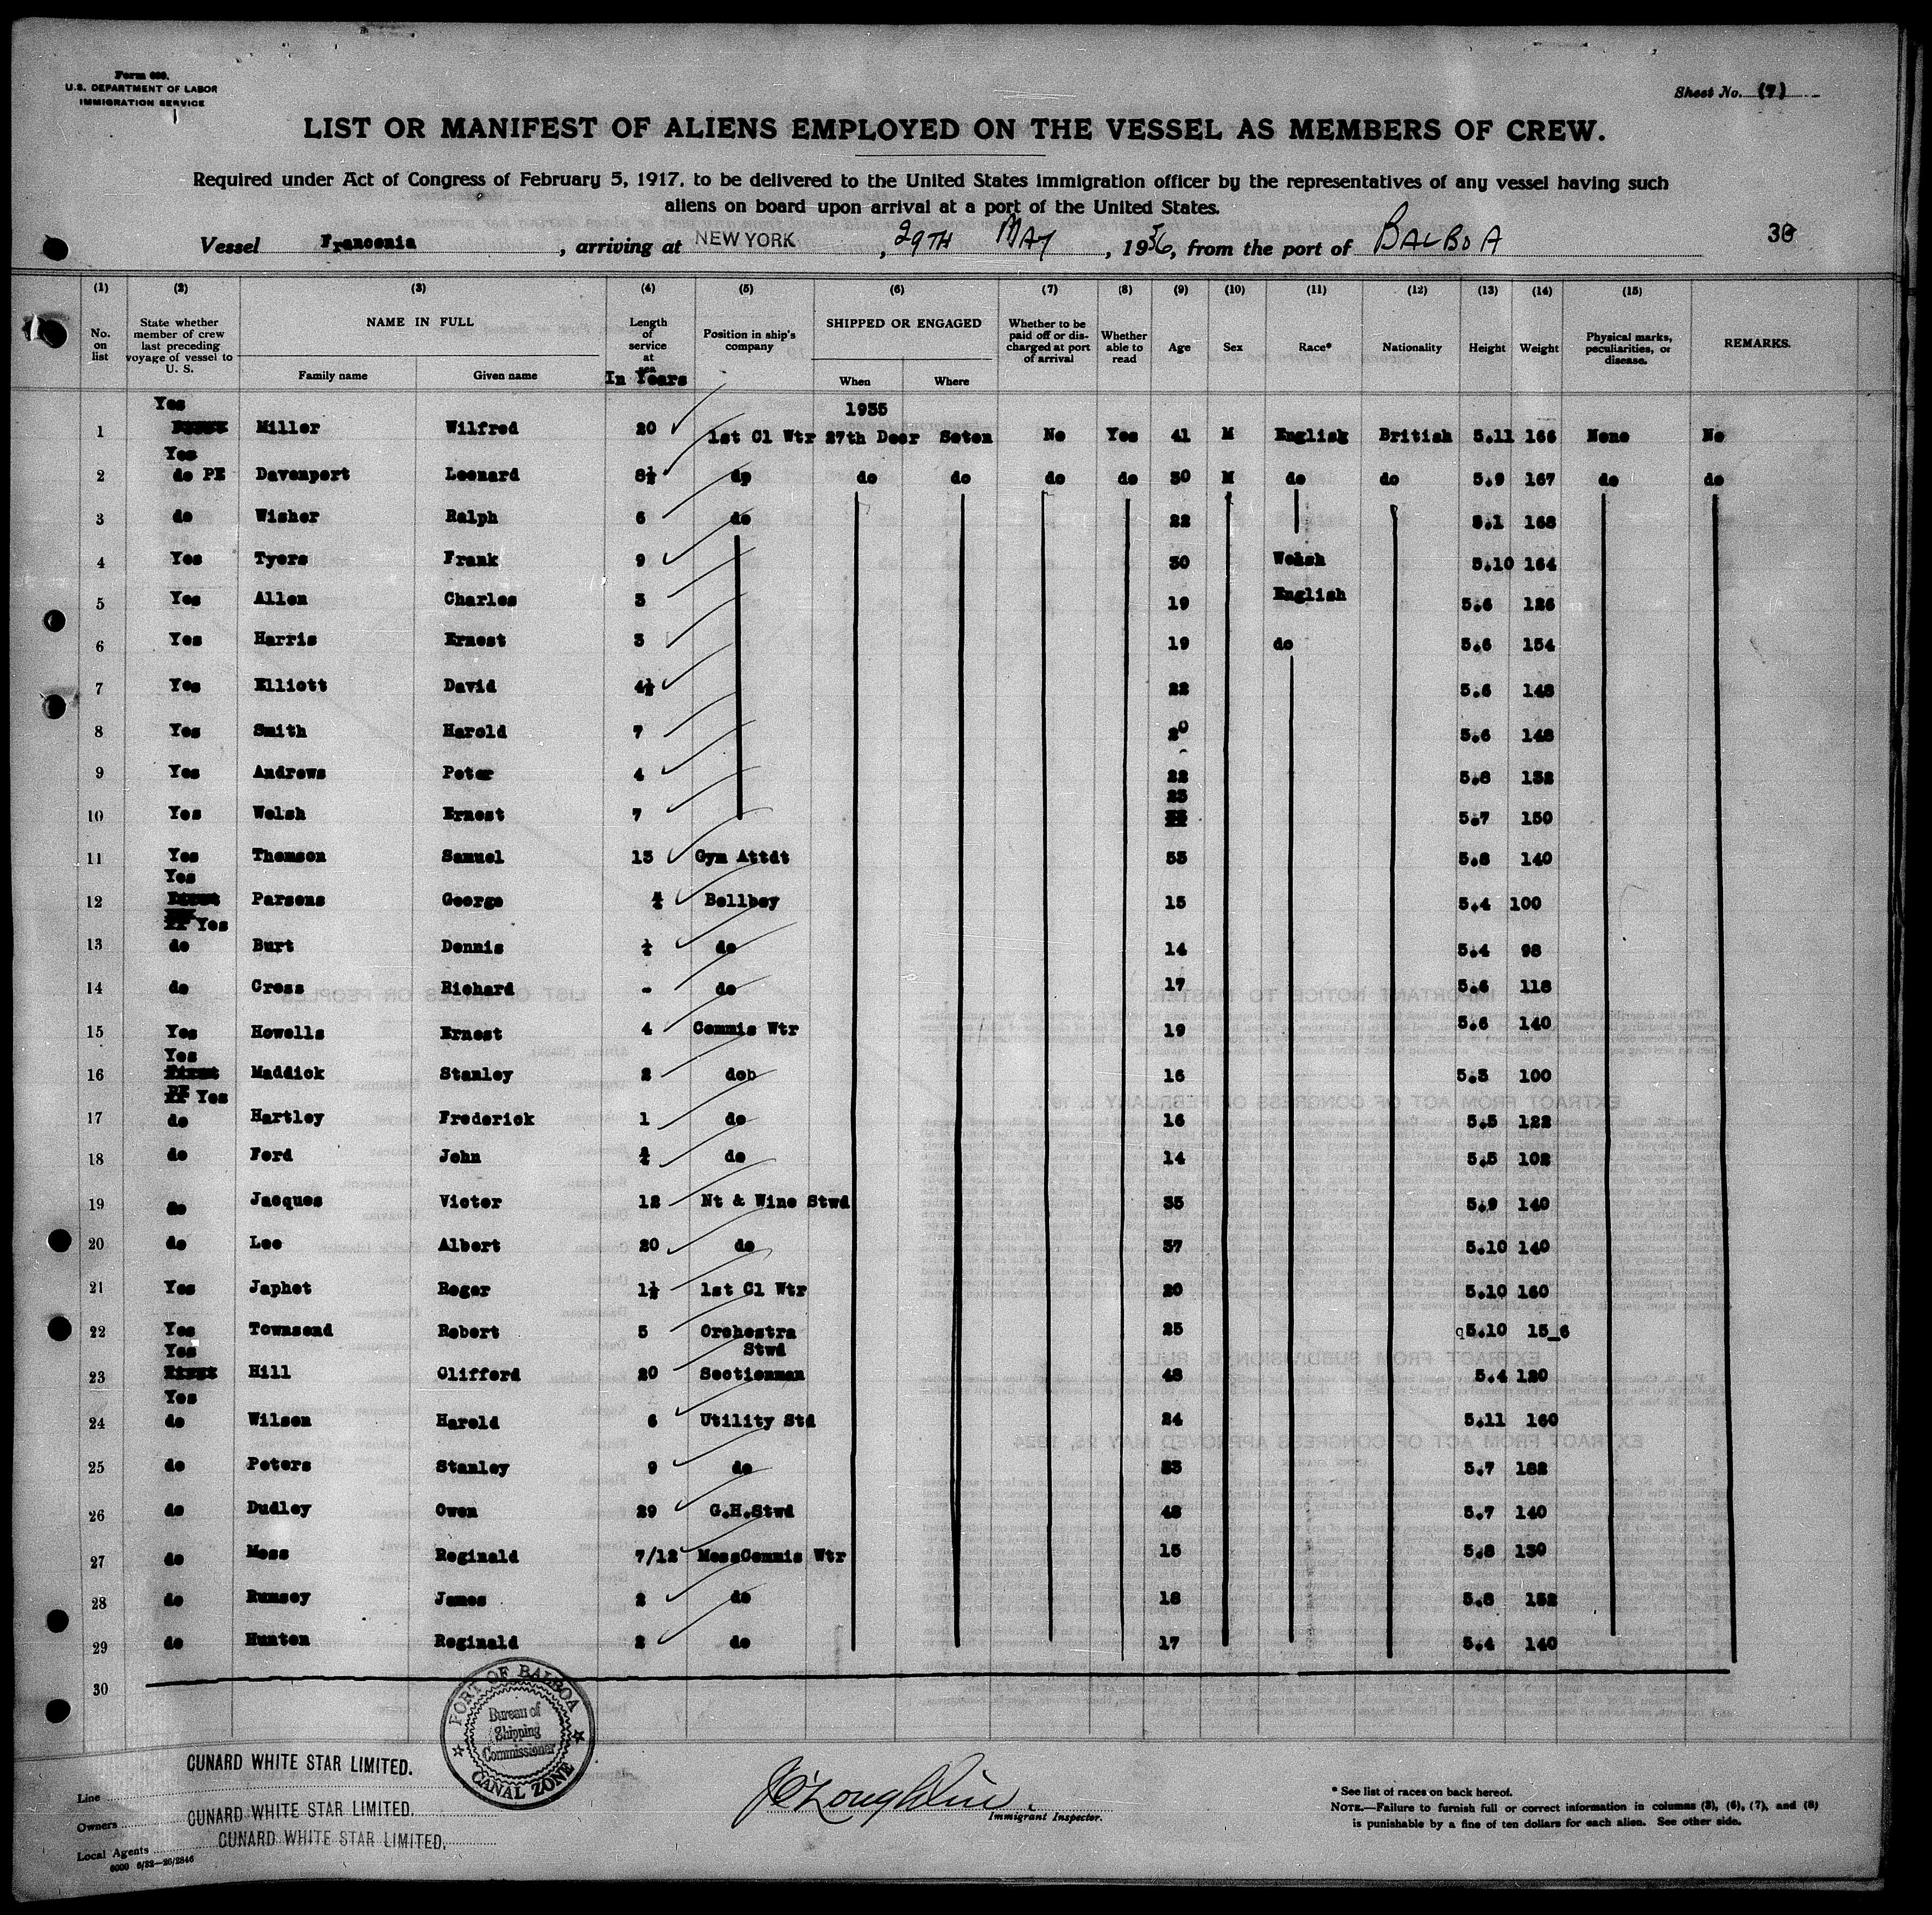 Form 689.
U.S. DEPARTMENT OF LABOR
IMMIGRATION SERVICE
Sheet No. (7)
LIST OR MANIFEST OF ALIENS EMPLOYED ON THE VESSEL AS MEMBERS OF CREW.
Required under Act of Congress of February 5, 1917, to be delivered to the United States immigration officer by the representatives of any vessel having such
aliens on board upon arrival at a port of the United States.
Vessel Franconia, arriving at NEW YORK, 29TH MAY, 1936, from the port of BALBOA
(1) (2) (3) (4) (5) (6) (7) (8) (9) (10) (11) (12) (13) (14) (15)
No. on list
State whether member of crew last preceding voyage of vessel to U. S.
NAME IN FULL
Family name Given name
Length of service at sea
In Years
Position in ship's company
SHIPPED OR ENGAGED
When Where
Whether to be paid off or discharged at port of arrival
Whether able to read
Age Sex Race* Nationality Height Weight
Physical marks, peculiarities, or disease.
REMARKS.
Yes 1935
1 Miller Wilfred 20 1st Cl Wtr 27th Decr Soton No Yes 41 M English British 5.11 166 None No
Yes
2 do PE Davenport Leonard 8½ do do do do do 30 M do do 5.9 167 do do
3 do Wisher Ralph 6 do 22 168
4 Yes Tyers Frank 9 30 Welsh 5.10 164
5 Yes Allen Charles 3 19 English 5.6 126
6 Yes Harris Ernest 3 19 do 5.6 154
7 Yes Elliott David 4½ 22 5.6 148
8 Yes Smith Harold 7 20 5.6 148
9 Yes Andrews Peter 4 22 5.8 132
23
10 Yes Welsh Ernest 7 5.7 150
11 Yes Thomson Samuel 13 Gym Attdt 33 5.8 140
Yes
12 Parsons George Bellboy 15 5.4 100
Yes
13 do Burt Dennis do 14 5.4 98
14 do Cross Richard - do 17 5.6 118
15 Yes Howells Ernest 4 Commis Wtr 19 5.6 140
Yes
16 First Maddick Stanley 2 dob 16 5.3 100
Yes
17 do Hartley Frederick 1 do 16 5.5 122
18 do Ford John do 14 5.5 102
19 do Jacques Victor 12 Nt & Wine Stwd 35 5.9 140
20 do Lee Albert 20 do 37 5.10 140
21 Yes Japhet Roger 1½ 1st Cl Wtr 20 5.10 160
22 Yes Townsend Robert 5 Orchestra 25 q5.10 15_6
Yes Stwd
23 First Hill Clifford 20 Sectionman 48 5.4 120
Yes
24 do Wilson Harold 6 Utility Std 24 5.11 160
25 do Peters Stanley 9 do 23 5.7 182
26 do Dudley Owen 29 G.H.Stwd 48 5.7 140
27 do Moss Reginald 7/12 MessCommis Wtr 15 5.8 130
28 do Rumsey James 2 do 18 5.8 152
29 do Hunton Reginald 2 do 17 5.4 140
30
PORT OF BALBOA
Bureau of
Shipping
Commissioner
CANAL ZONE
Line CUNARD WHITE STAR LIMITED.
Owners CUNARD WHITE STAR LIMITED.
Local Agents CUNARD WHITE STAR LIMITED.
6000 6/32—26/2846
J O'Loughlin
Immigrant Inspector.
* See list of races on back hereof.
NOTE.—Failure to furnish full or correct information in columns (3), (6), (7), and (8)
is punishable by a fine of ten dollars for each alien. See other side.